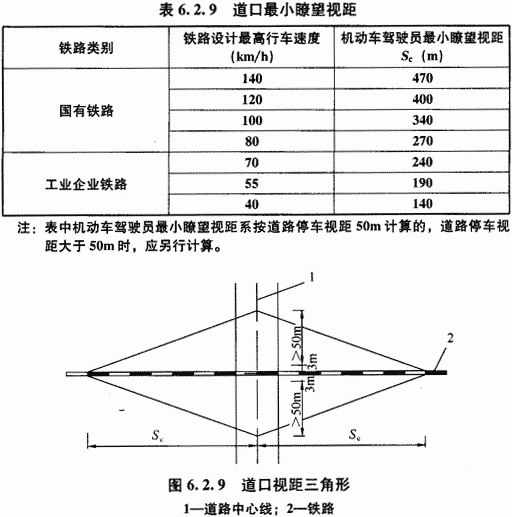 表 6.2.9 道口最小瞭望视距
铁路类别
铁路设计最高行车速度
(km/h)
机动车驾驶员最小瞭望视距
Sc (m)
国有铁路
140 470
120 400
100 340
80 270
工业企业铁路
70 240
55 190
40 140
注：表中机动车驾驶员最小瞭望视距系按道路停车视距 50m 计算的，道路停车视
距大于 50m 时，应另行计算。
1
2
>50m
3m
3m
>50m
Sc
Sc
图 6.2.9 道口视距三角形
1—道路中心线；2—铁路